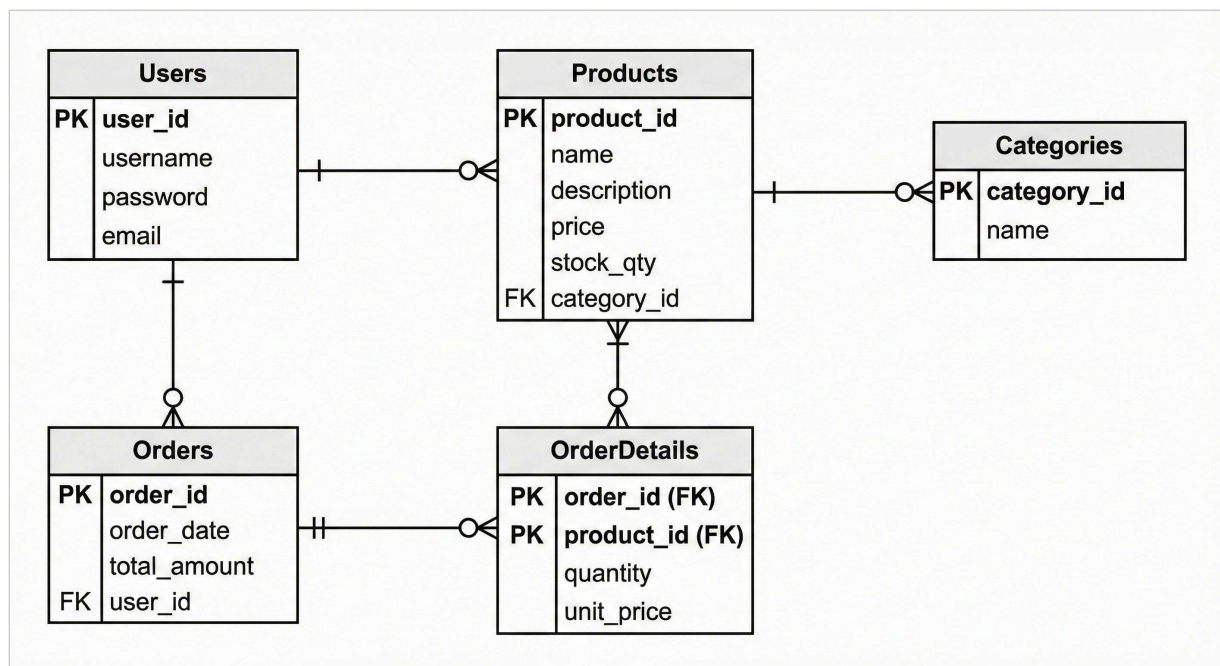 Users
PK user_id
username
password
email
Products
PK product_id
name
description
price
stock_qty
FK category_id
Categories
PK category_id
name
Orders
PK order_id
order_date
total_amount
FK user_id
OrderDetails
PK order_id (FK)
PK product_id (FK)
quantity
unit_price